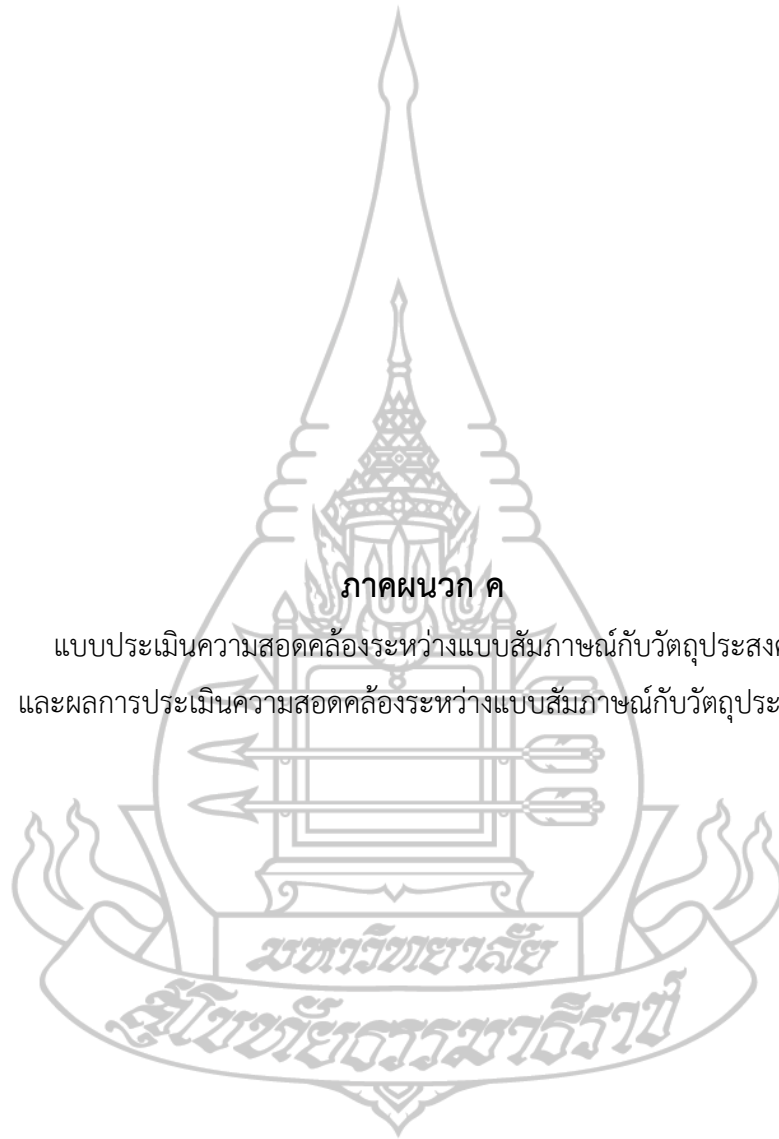 ภาคผนวก ค
แบบประเมินความสอดคล้องระหว่างแบบสัมภาษณ์กับวัตถุประสงค
และผลการประเมินความสอดคล้องระหว่างแบบสัมภาษณ์กับวัตถุประ
มหาวิทยาลัย
สุโขทัยธรรมาธิราช